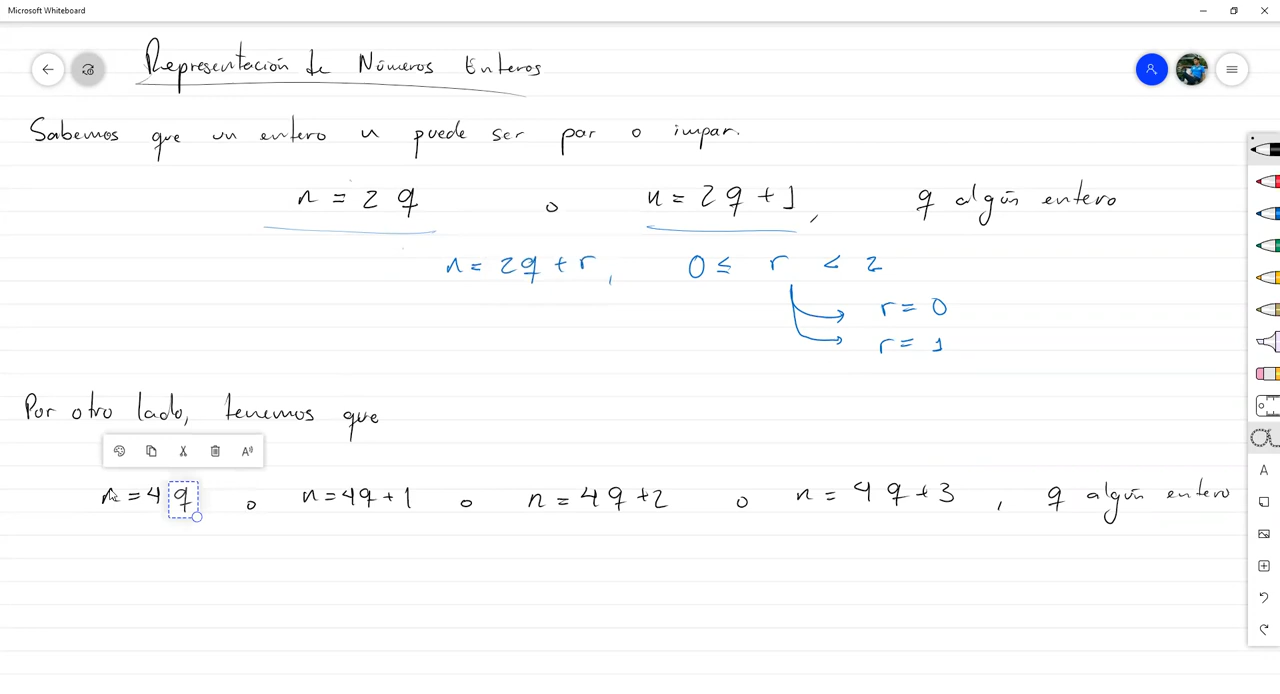 Microsoft Whiteboard
Representación de Números Enteros
Sabemos que un entero n puede ser par o impar.
n = 2q o n = 2q + 1, q algún entero
n = 2q + r, 0 ≤ r < 2
r = 0
r = 1
Por otro lado, tenemos que
n = 4q o n = 4q + 1 o n = 4q + 2 o n = 4q + 3, q algún entero